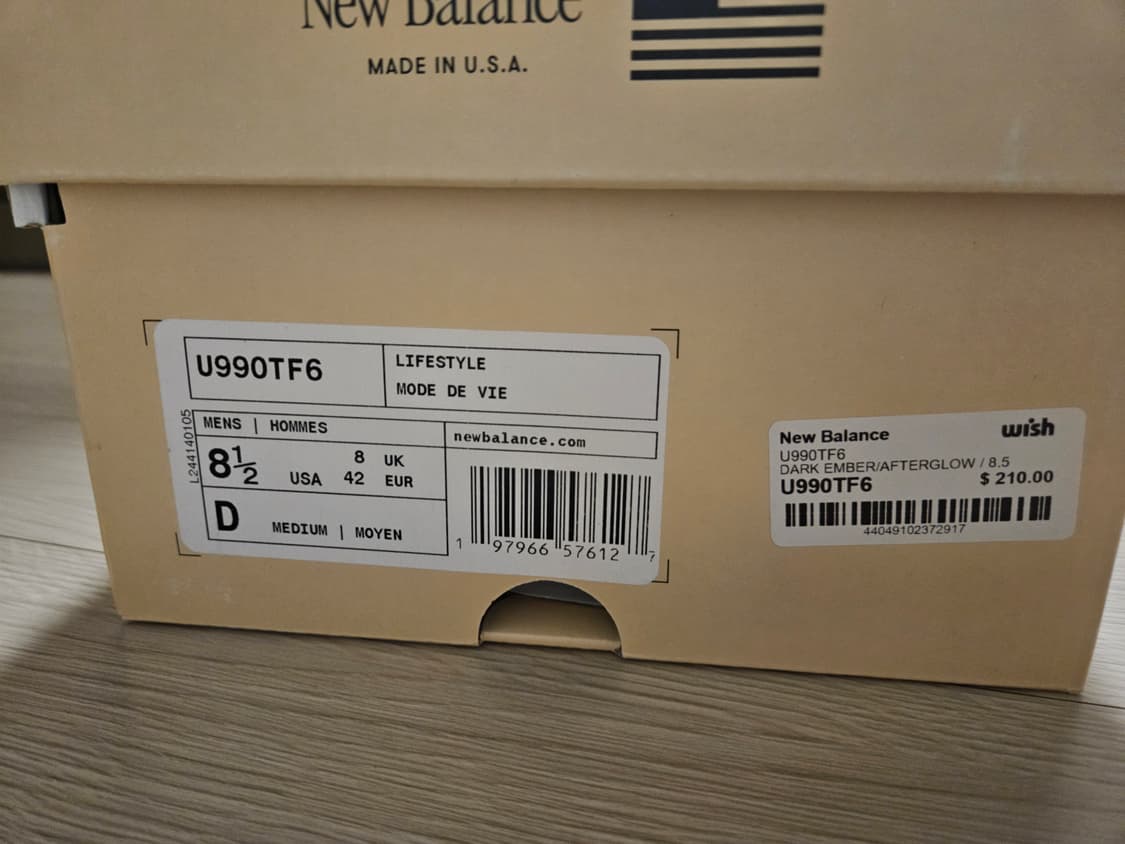 New Balance
MADE IN U.S.A.
U990TF6
LIFESTYLE
MODE DE VIE
L244140105
MENS | HOMMES
8½ USA 8 UK 42 EUR
D MEDIUM | MOYEN
newbalance.com
1 97966 57612 7
New Balance wish
U990TF6
DARK EMBER/AFTERGLOW / 8.5
U990TF6 $ 210.00
44049102372917